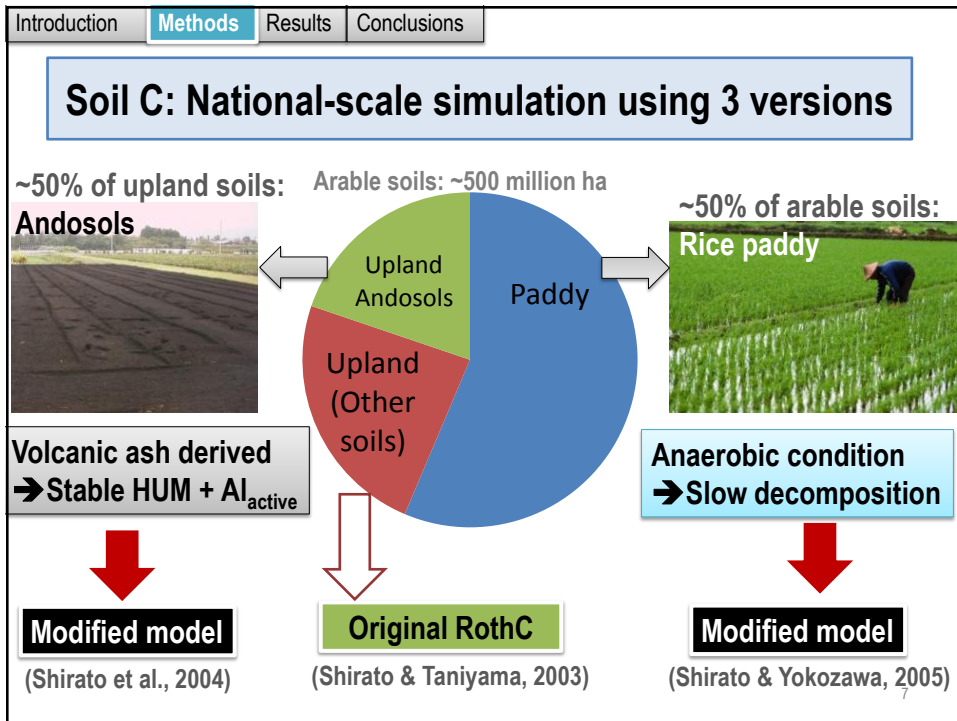 Introduction Methods Results Conclusions
Soil C: National-scale simulation using 3 versions
~50% of upland soils:
Andosols
Arable soils: ~500 million ha
Upland
Andosols
Paddy
Upland
(Other
soils)
~50% of arable soils:
Rice paddy
Volcanic ash derived
➔Stable HUM + Al_active
Anaerobic condition
➔Slow decomposition
Modified model
(Shirato et al., 2004)
Original RothC
(Shirato & Taniyama, 2003)
Modified model
(Shirato & Yokozawa, 2005)
7